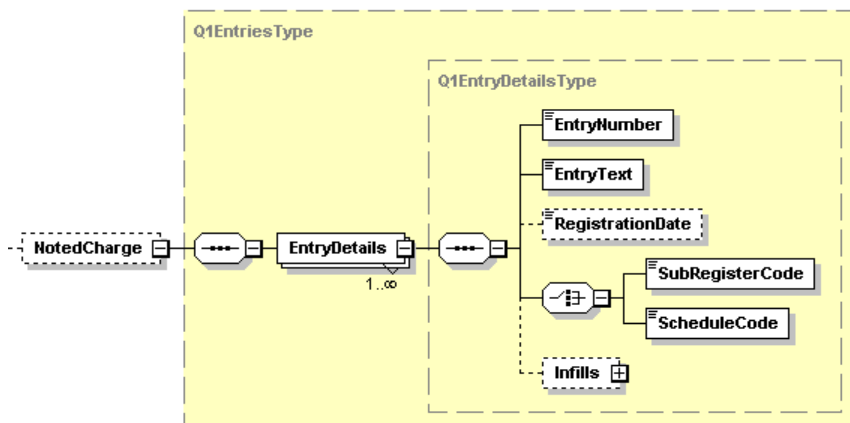 Q1EntriesType
Q1EntryDetailsType
EntryNumber
EntryText
RegistrationDate
NotedCharge
EntryDetails
1..∞
SubRegisterCode
ScheduleCode
Infills